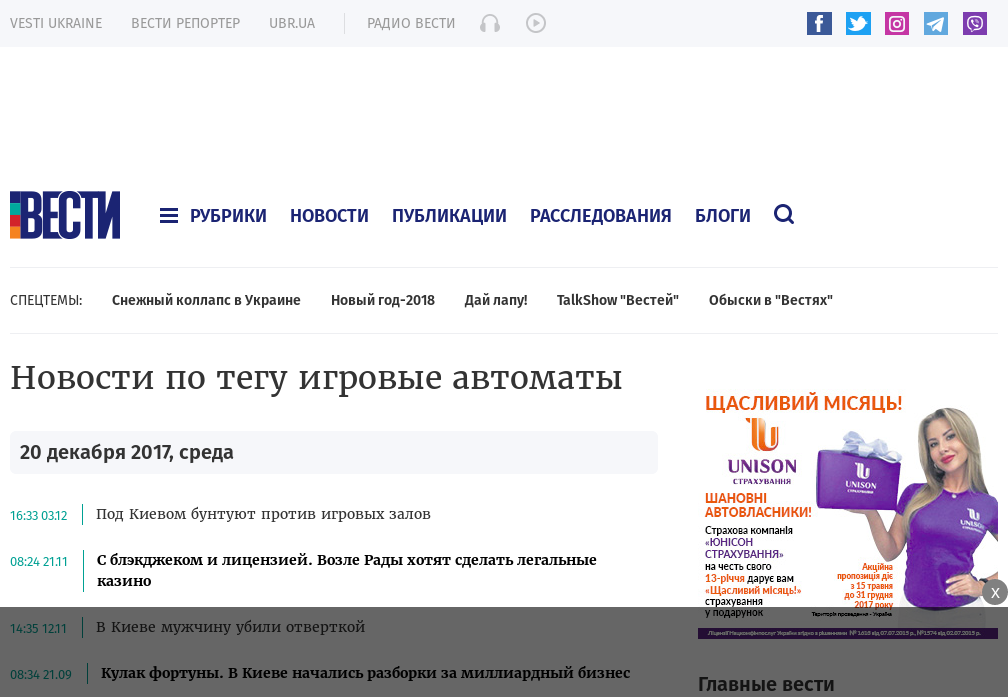 VESTI UKRAINE ВЕСТИ РЕПОРТЕР UBR.UA РАДИО ВЕСТИ
ВЕСТИ
РУБРИКИ НОВОСТИ ПУБЛИКАЦИИ РАССЛЕДОВАНИЯ БЛОГИ
СПЕЦТЕМЫ: Снежный коллапс в Украине Новый год-2018 Дай лапу! TalkShow "Вестей" Обыски в "Вестях"
Новости по тегу игровые автоматы
20 декабря 2017, среда
16:33 03.12 Под Киевом бунтуют против игровых залов
08:24 21.11 С блэкджеком и лицензией. Возле Рады хотят сделать легальные
казино
14:35 12.11 В Киеве мужчину убили отверткой
08:34 21.09 Кулак фортуны. В Киеве начались разборки за миллиардный бизнес
ЩАСЛИВИЙ МІСЯЦЬ!
UNISON
СТРАХУВАННЯ
UNISON
СТРАХУВАННЯ
UNISON
ШАНОВНІ
АВТОВЛАСНИКИ!
Страхова компанія
«ЮНІСОН
СТРАХУВАННЯ»
на честь свого
13-річчя дарує вам
«Щасливий місяць!»
страхування
у подарунок
Акційна
пропозиція діє
з 15 травня
до 31 грудня
2017 року
Територія проведення - Україна
x
Главные вести